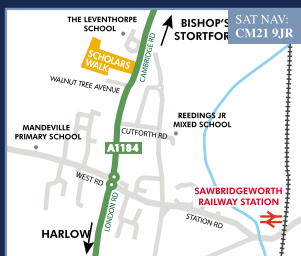 THE LEVENTHORPE
SCHOOL
BISHOP'S
STORTFOR
SAT NAV:
CM21 9JR
SCHOLARS
WALK
CAMBRIDGE RD
WALNUT TREE AVENUE
MANDEVILLE
PRIMARY SCHOOL
CUTFORTH RD
REEDINGS JR
MIXED SCHOOL
A1184
WEST RD
LONDON RD
SAWBRIDGEWORTH
RAILWAY STATION
STATION RD
HARLOW